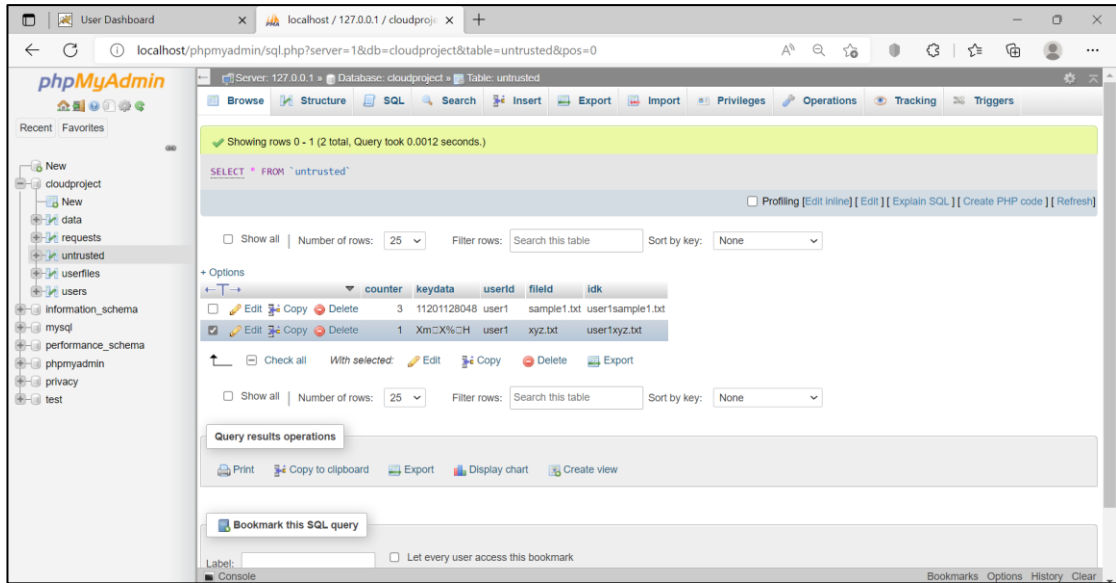 User Dashboard
localhost / 127.0.0.1 / cloudproje
localhost/phpmyadmin/sql.php?server=1&db=cloudproject&table=untrusted&pos=0
phpMyAdmin
Recent Favorites
New
cloudproject
New
data
requests
untrusted
userfiles
users
information_schema
mysql
performance_schema
phpmyadmin
privacy
test
Server: 127.0.0.1 » Database: cloudproject » Table: untrusted
Browse Structure SQL Search Insert Export Import Privileges Operations Tracking Triggers
Showing rows 0 - 1 (2 total, Query took 0.0012 seconds.)
SELECT * FROM `untrusted`
Profiling [Edit inline] [ Edit ] [ Explain SQL ] [ Create PHP code ] [ Refresh]
Show all | Number of rows: 25 Filter rows: Search this table Sort by key: None
+ Options
←T→ counter keydata userId fileId idk
Edit Copy Delete 3 11201128048 user1 sample1.txt user1sample1.txt
Edit Copy Delete 1 Xm□X%□H user1 xyz.txt user1xyz.txt
Check all With selected: Edit Copy Delete Export
Show all | Number of rows: 25 Filter rows: Search this table Sort by key: None
Query results operations
Print Copy to clipboard Export Display chart Create view
Bookmark this SQL query
Label: Let every user access this bookmark
Console Bookmarks Options History Clear